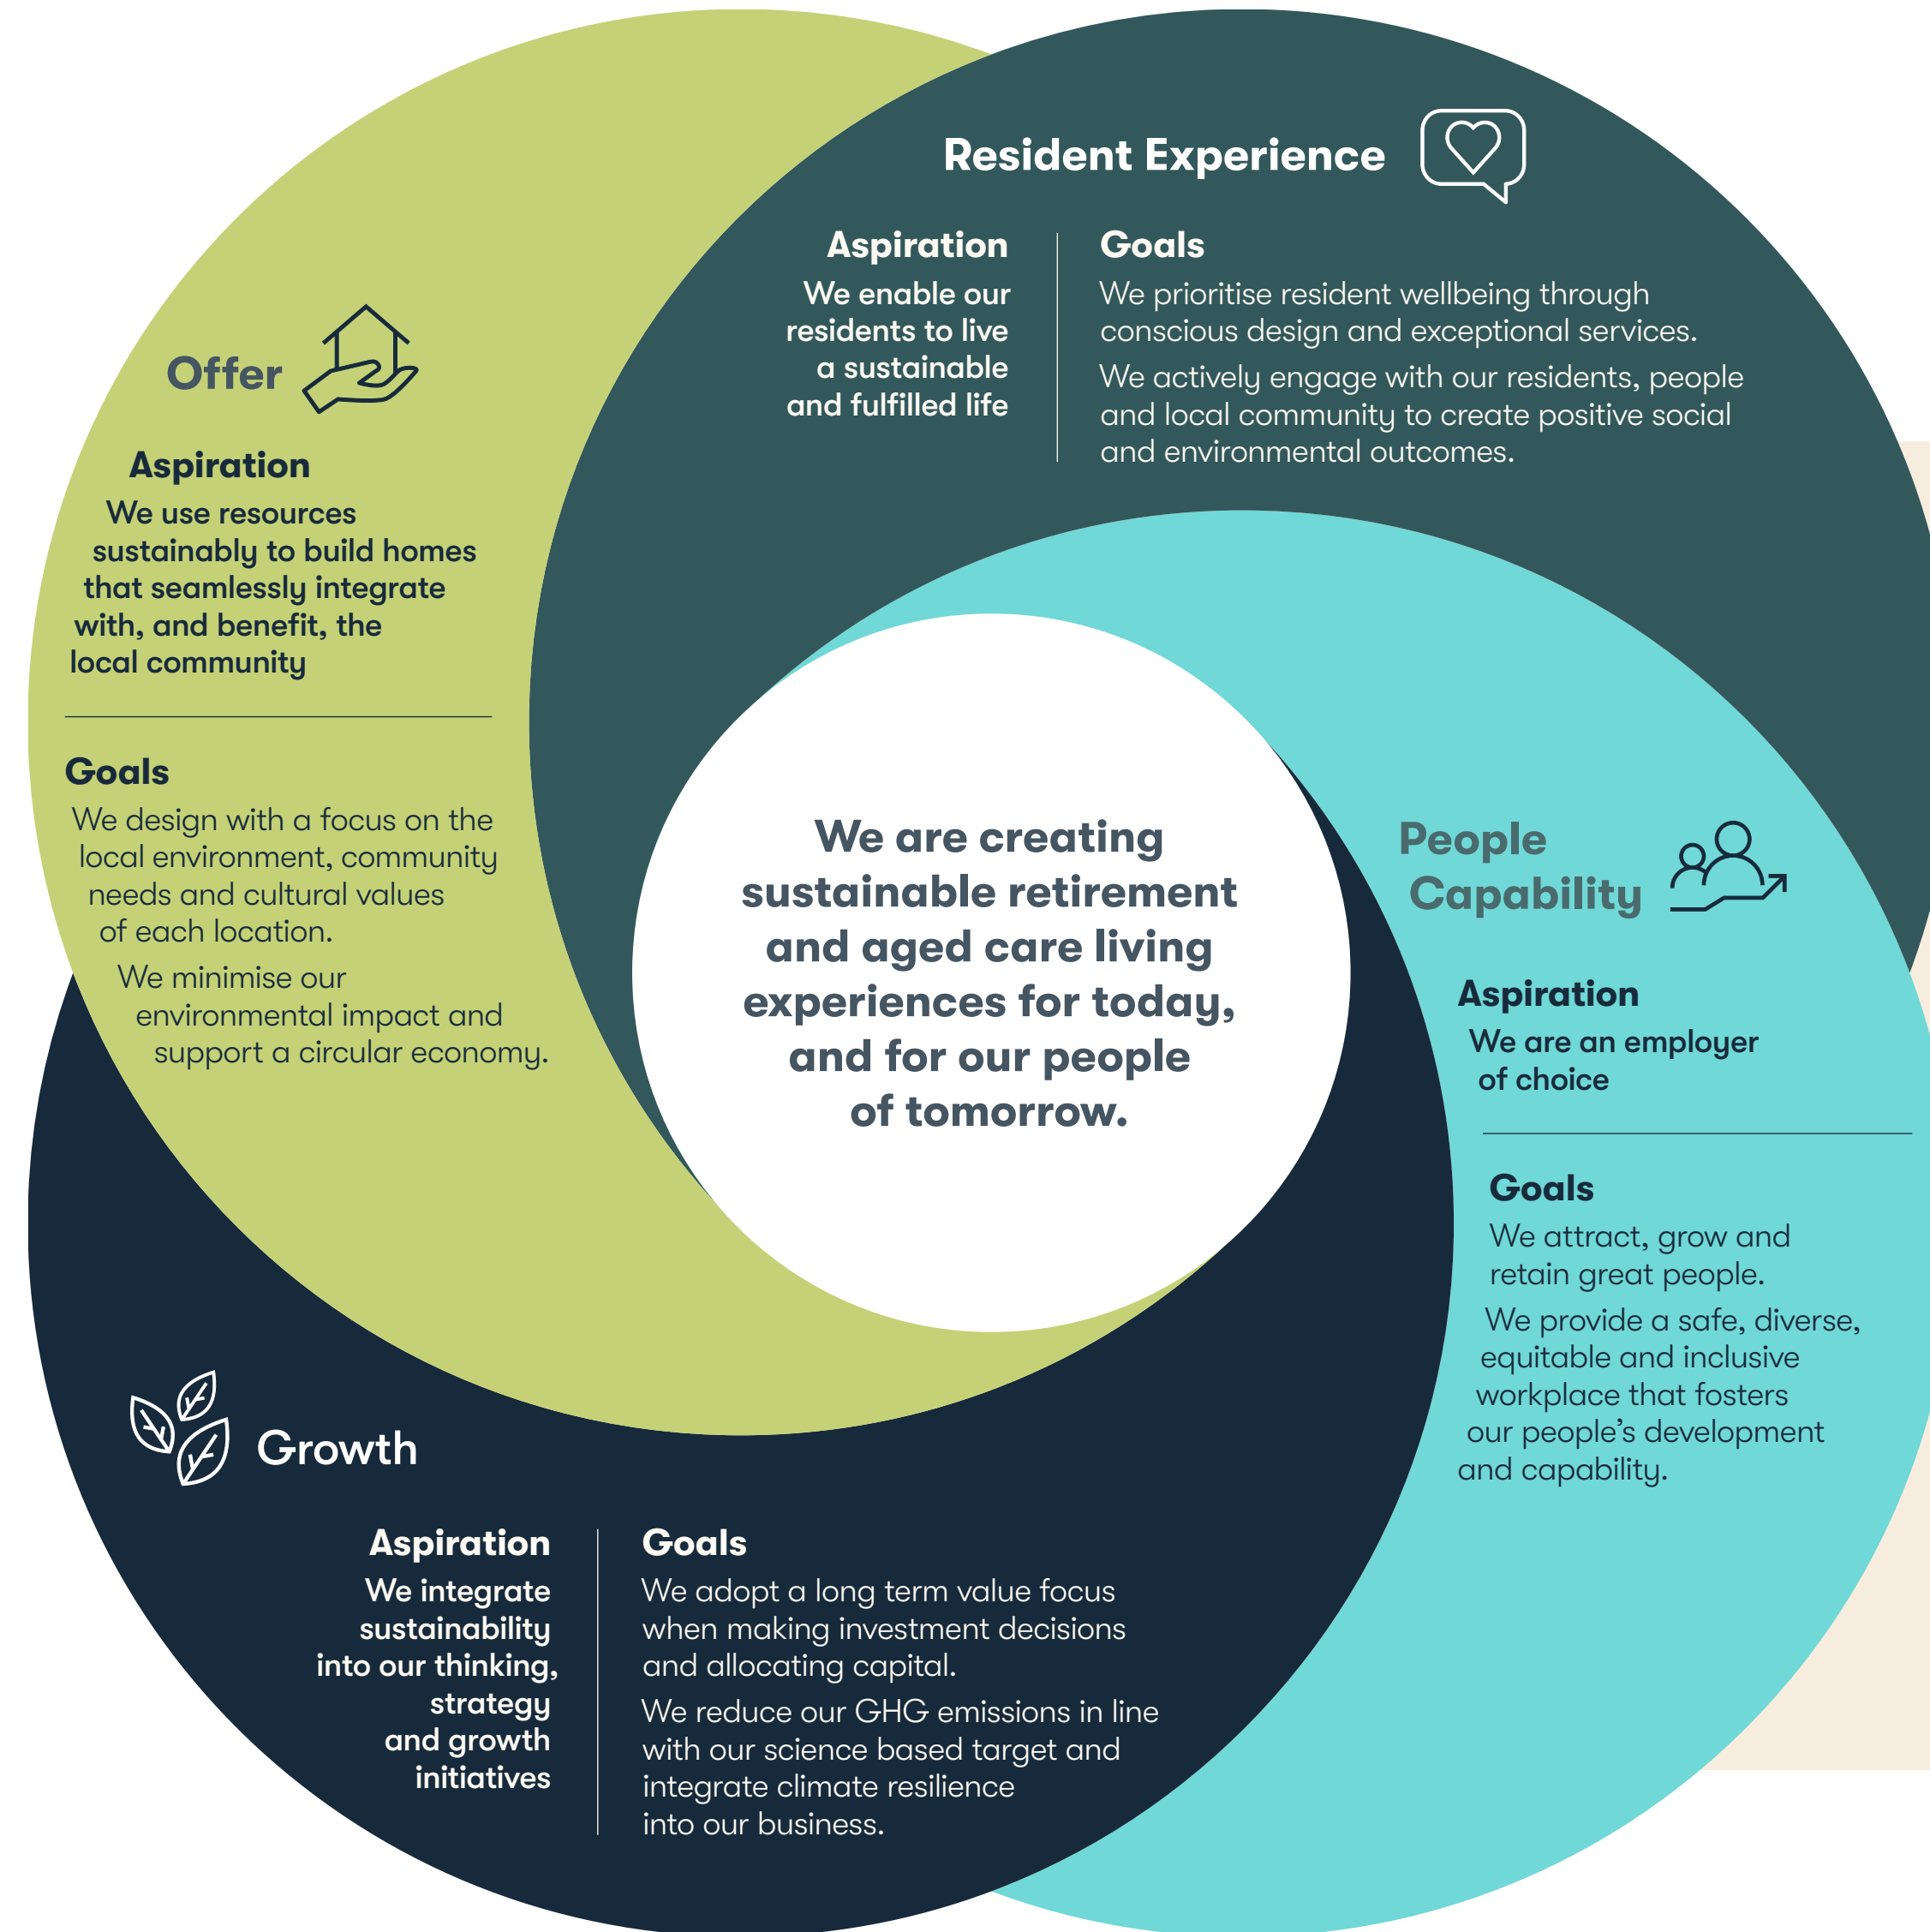 Resident Experience
Aspiration
We enable our
residents to live
a sustainable
and fulfilled life
Goals
We prioritise resident wellbeing through
conscious design and exceptional services.
We actively engage with our residents, people
and local community to create positive social
and environmental outcomes.
Offer
Aspiration
We use resources
sustainably to build homes
that seamlessly integrate
with, and benefit, the
local community
Goals
We design with a focus on the
local environment, community
needs and cultural values
of each location.
We minimise our
environmental impact and
support a circular economy.
We are creating
sustainable retirement
and aged care living
experiences for today,
and for our people
of tomorrow.
People
Capability
Aspiration
We are an employer
of choice
Goals
We attract, grow and
retain great people.
We provide a safe, diverse,
equitable and inclusive
workplace that fosters
our people's development
and capability.
Growth
Aspiration
We integrate
sustainability
into our thinking,
strategy
and growth
initiatives
Goals
We adopt a long term value focus
when making investment decisions
and allocating capital.
We reduce our GHG emissions in line
with our science based target and
integrate climate resilience
into our business.